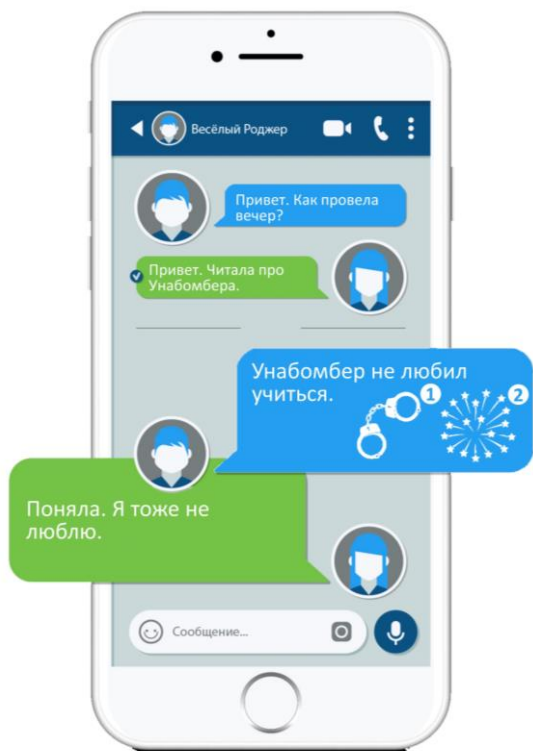 Весёлый Роджер
Привет. Как провела
вечер?
Привет. Читала про
Унабомбера.
Унабомбер не любил
учиться.
1 2
Поняла. Я тоже не
люблю.
Сообщение...